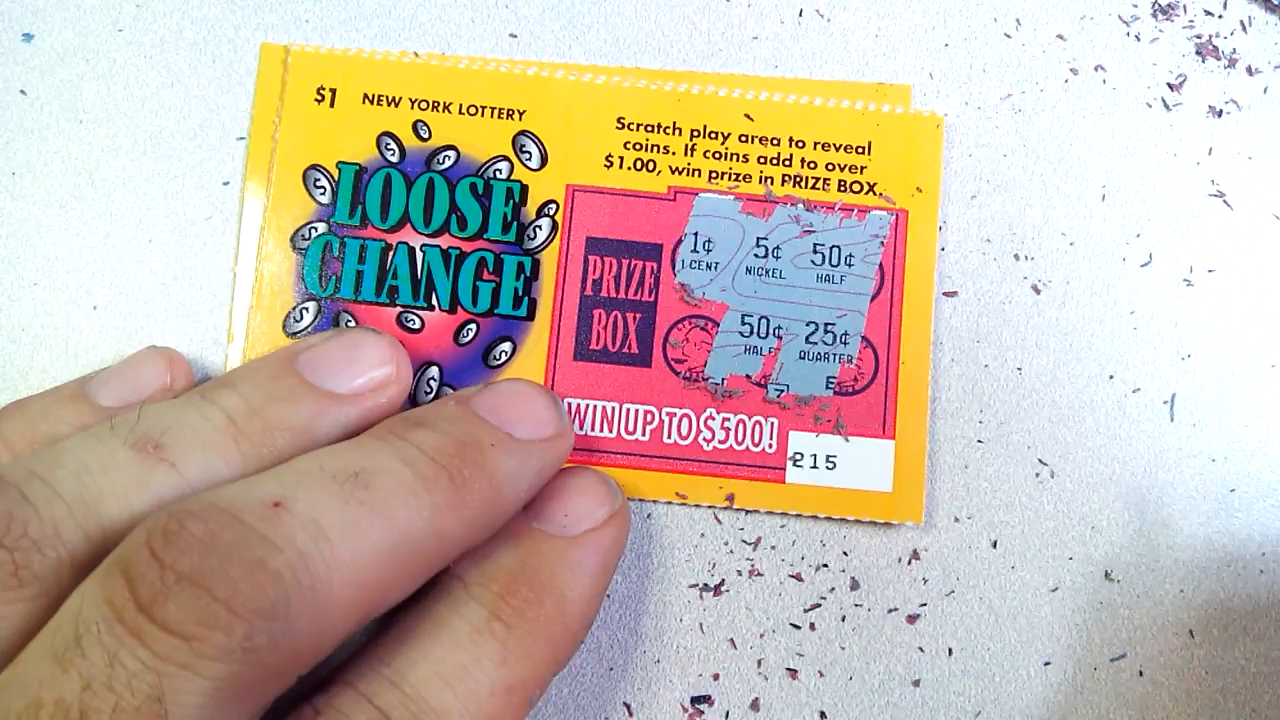 $1 NEW YORK LOTTERY
LOOSE
CHANGE
Scratch play area to reveal
coins. If coins add to over
$1.00, win prize in PRIZE BOX.
PRIZE
BOX
1¢ 5¢ 50¢
1 CENT NICKEL HALF
50¢ 25¢
HALF QUARTER
E
7
WIN UP TO $500!
215